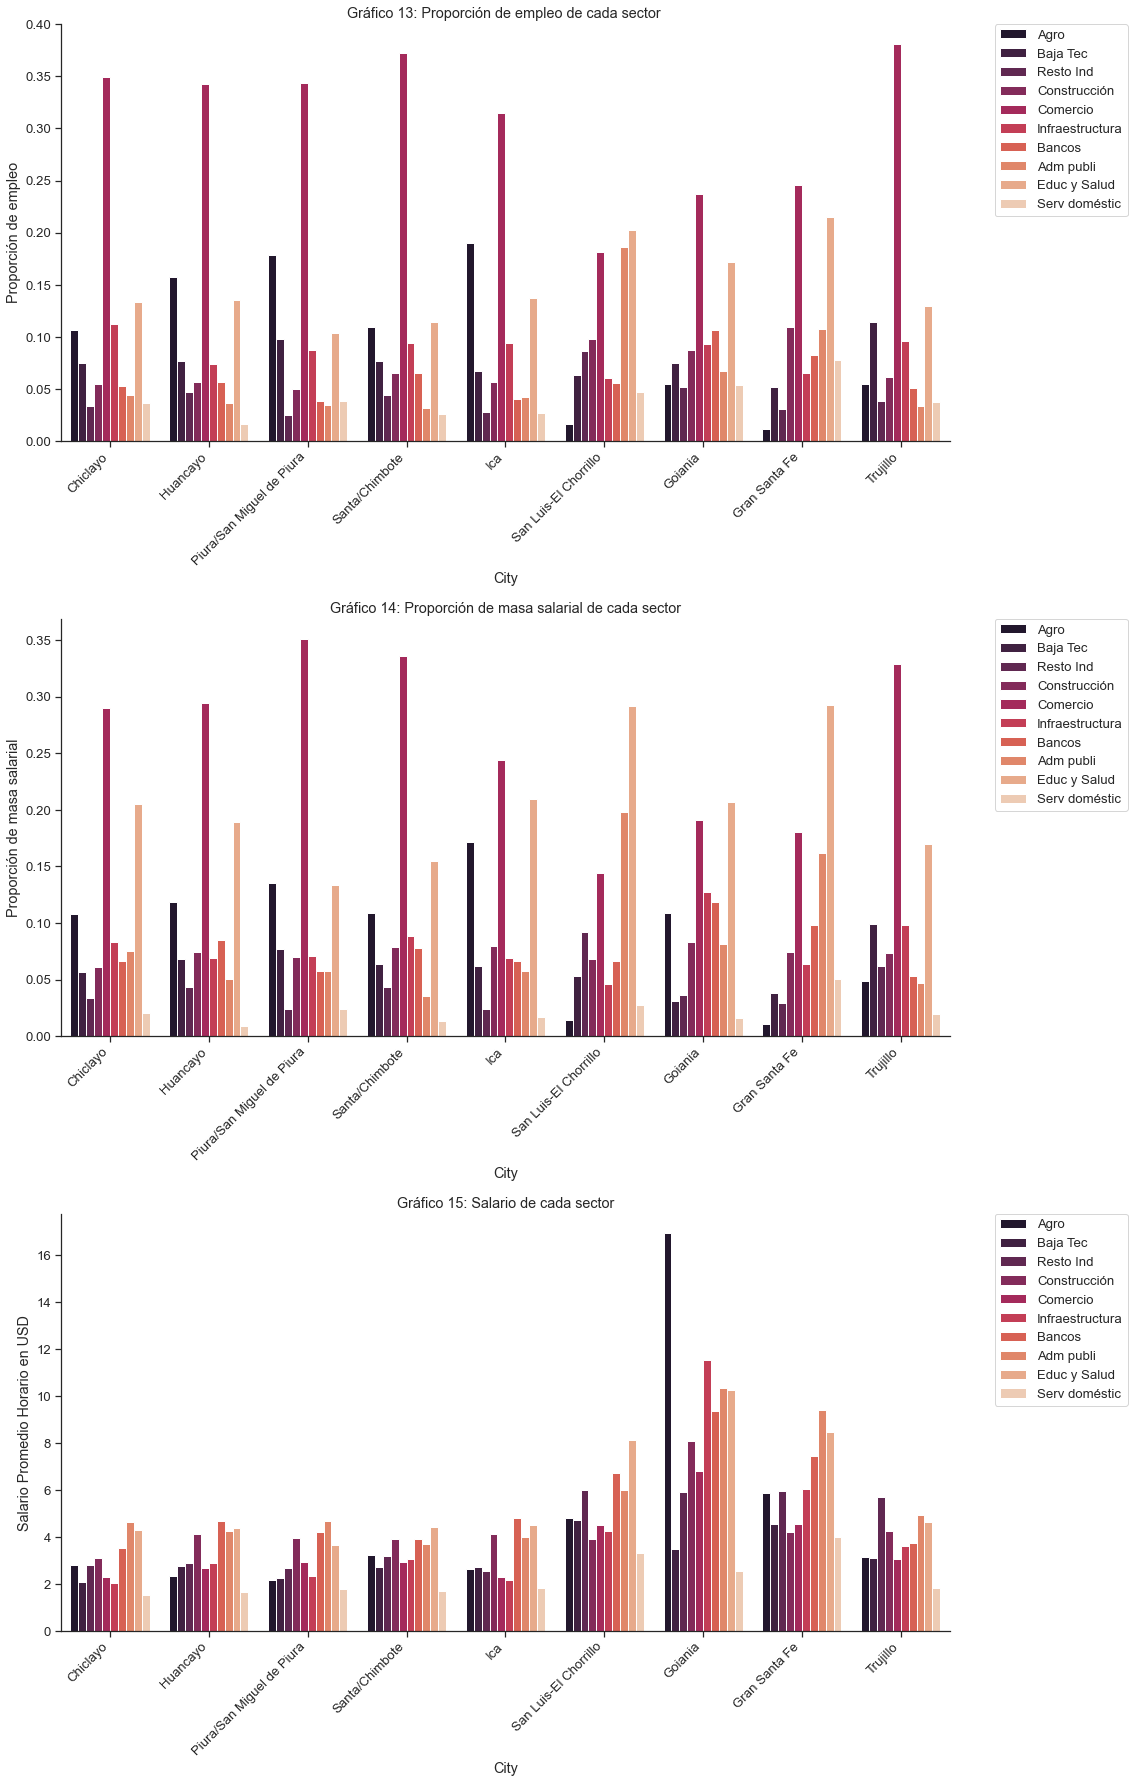 Gráfico 13: Proporción de empleo de cada sector
0.40
0.35
0.30
0.25
0.20
0.15
0.10
0.05
0.00
Proporción de empleo
Chiclayo
Huancayo
Piura/San Miguel de Piura
Santa/Chimbote
Ica
San Luis-El Chorrillo
Goiania
Gran Santa Fe
Trujillo
City
Agro
Baja Tec
Resto Ind
Construcción
Comercio
Infraestructura
Bancos
Adm publi
Educ y Salud
Serv doméstic
Gráfico 14: Proporción de masa salarial de cada sector
0.35
0.30
0.25
0.20
0.15
0.10
0.05
0.00
Proporción de masa salarial
Chiclayo
Huancayo
Piura/San Miguel de Piura
Santa/Chimbote
Ica
San Luis-El Chorrillo
Goiania
Gran Santa Fe
Trujillo
City
Agro
Baja Tec
Resto Ind
Construcción
Comercio
Infraestructura
Bancos
Adm publi
Educ y Salud
Serv doméstic
Gráfico 15: Salario de cada sector
16
14
12
10
8
6
4
2
0
Salario Promedio Horario en USD
Chiclayo
Huancayo
Piura/San Miguel de Piura
Santa/Chimbote
Ica
San Luis-El Chorrillo
Goiania
Gran Santa Fe
Trujillo
City
Agro
Baja Tec
Resto Ind
Construcción
Comercio
Infraestructura
Bancos
Adm publi
Educ y Salud
Serv doméstic